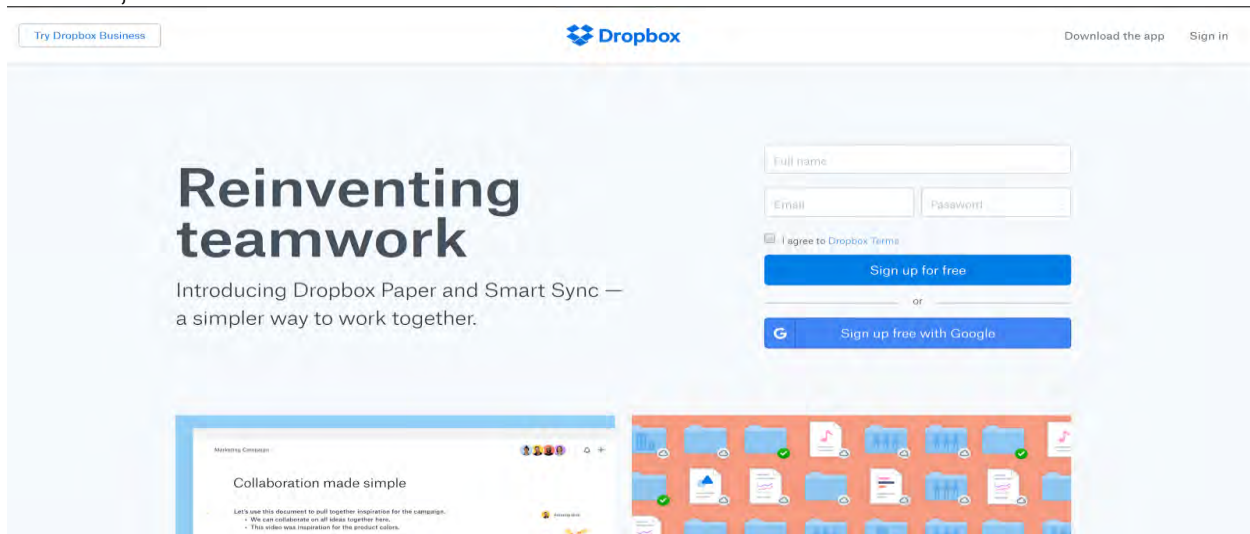 Try Dropbox Business
Dropbox
Download the app
Sign in
Reinventing
teamwork
Introducing Dropbox Paper and Smart Sync —
a simpler way to work together.
Full name
Email
Password
I agree to Dropbox Terms
Sign up for free
or
G Sign up free with Google
Marketing Campaign
Collaboration made simple
Let's use this document to pull together inspiration for the campaign.
• We can collaborate on all ideas together here.
• This video was inspiration for the product colors.